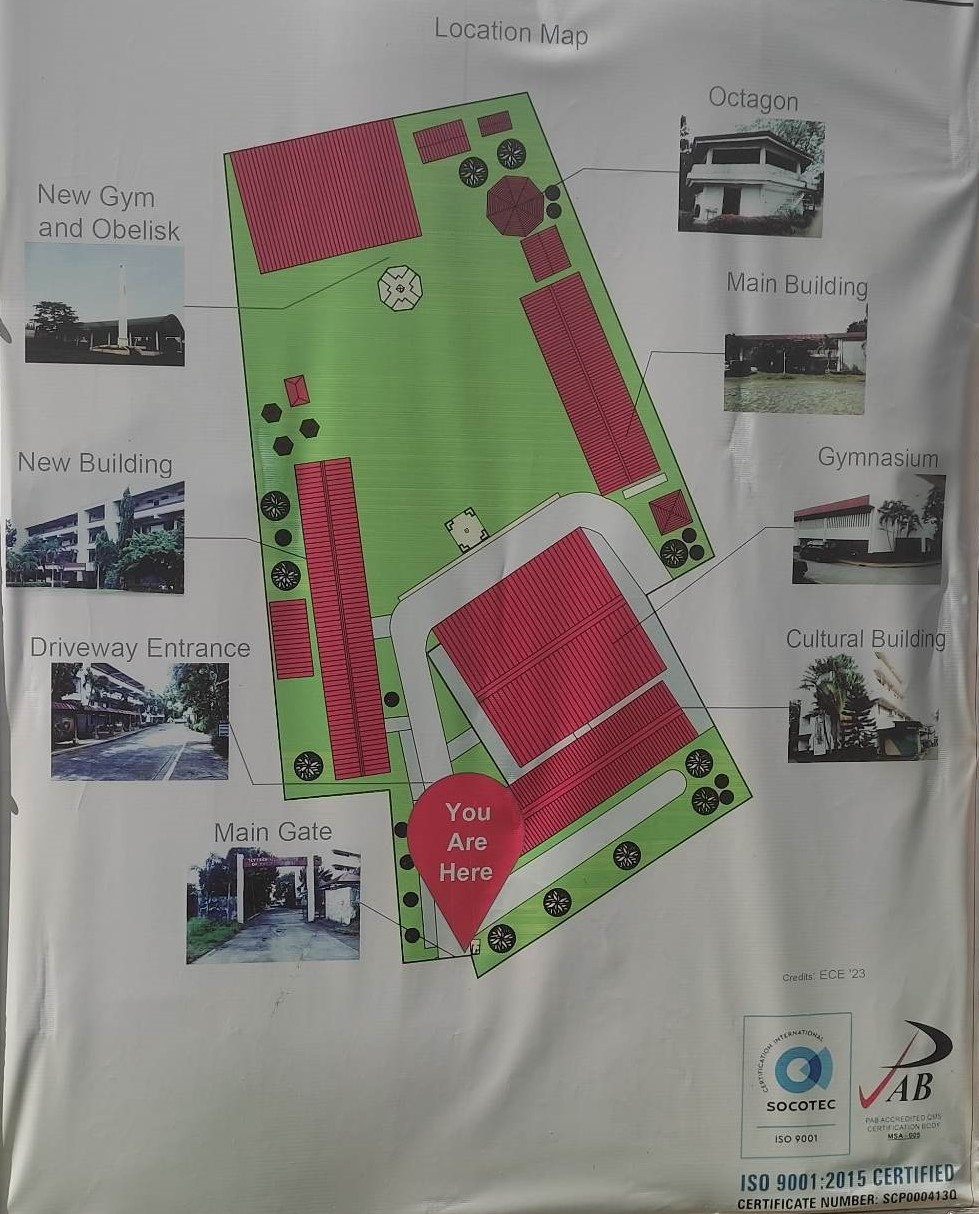 Location Map
Octagon
New Gym
and Obelisk
Main Building
New Building
Gymnasium
Driveway Entrance
Cultural Building
You
Are
Here
Main Gate
Credits: ECE '23
CERTIFICATION INTERNATIONAL
SOCOTEC
ISO 9001
PAB
PAB ACCREDITED QMS
CERTIFICATION BODY
MSA - 005
ISO 9001:2015 CERTIFIED
CERTIFICATE NUMBER: SCP000413Q